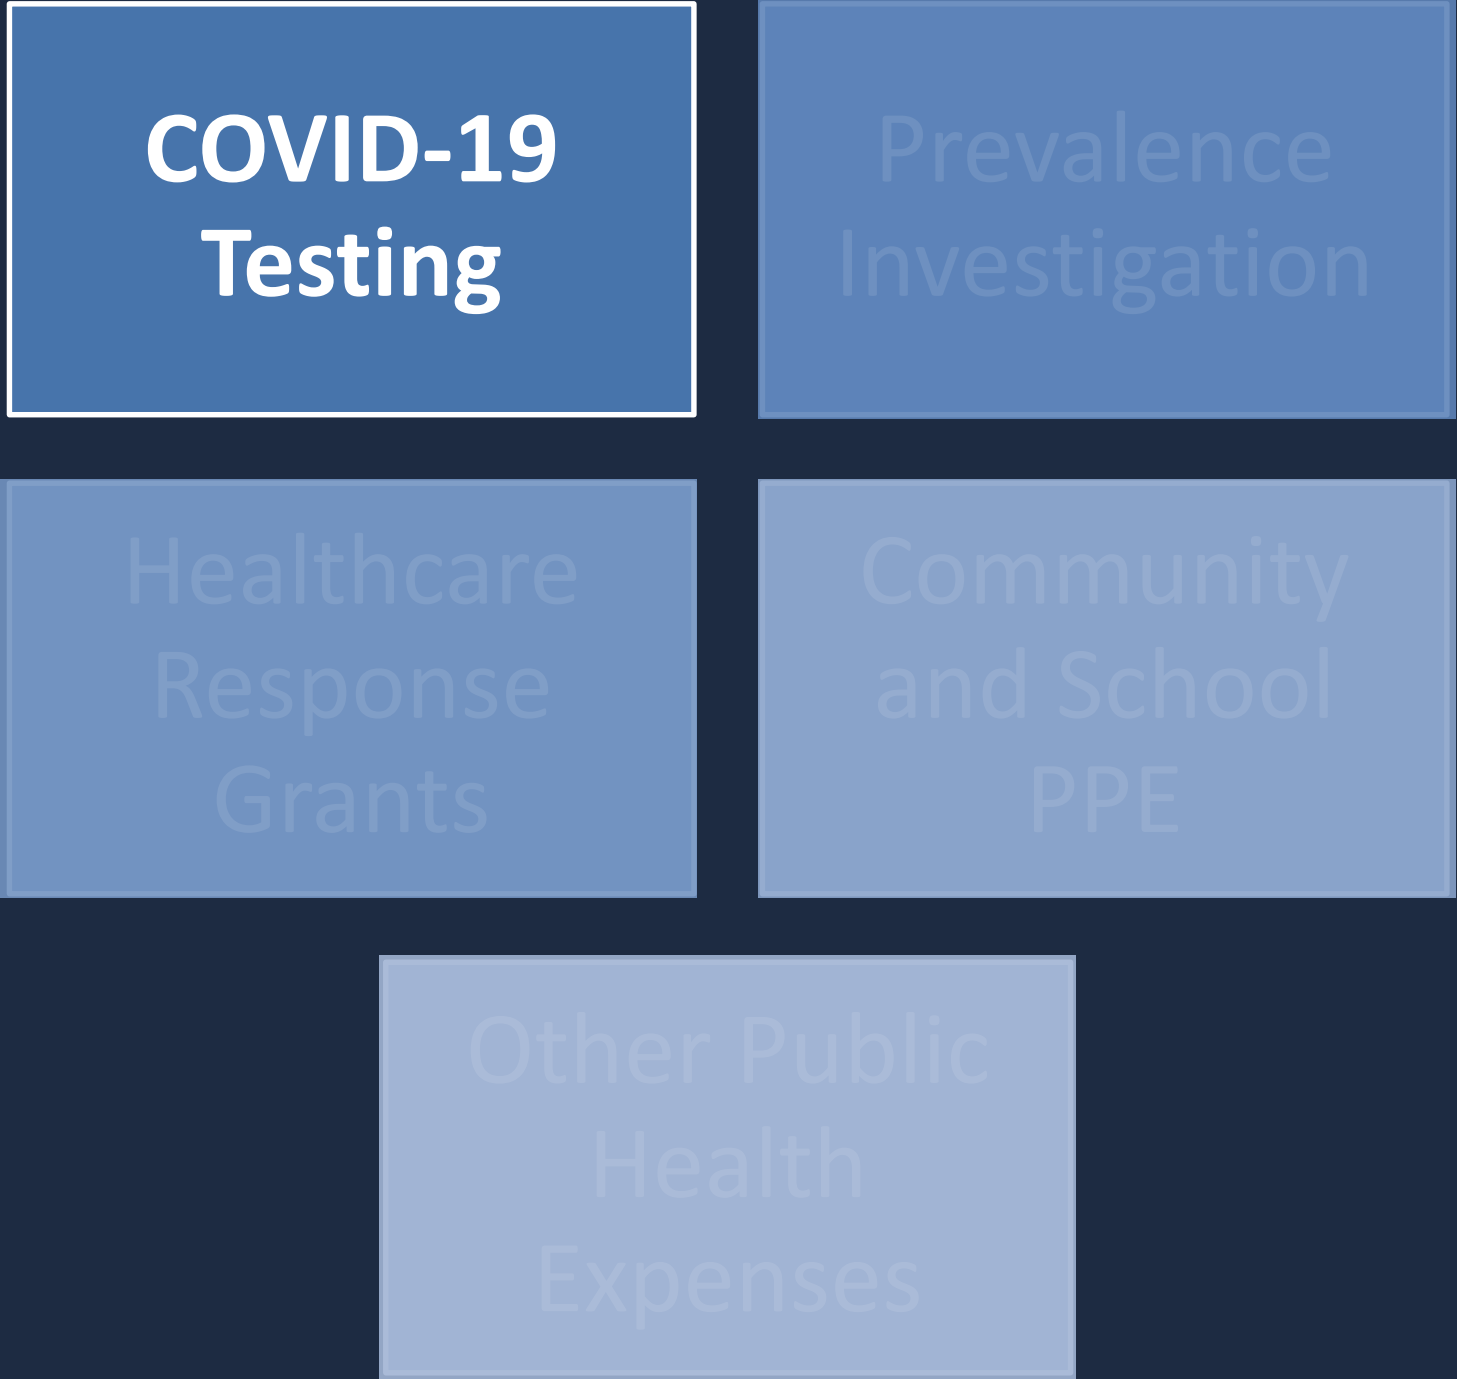 COVID-19
Testing
Prevalence
Investigation
Healthcare
Response
Grants
Community
and School
PPE
Other Public
Health
Expenses